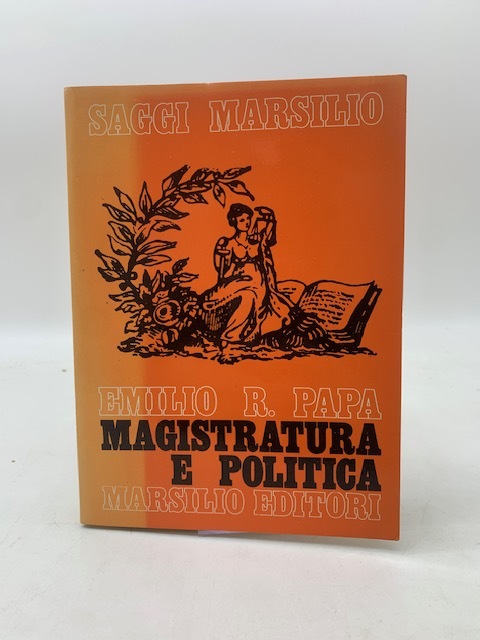 SAGGI MARSILIO
EMILIO R. PAPA
MAGISTRATURA
E POLITICA
MARSILIO EDITORI